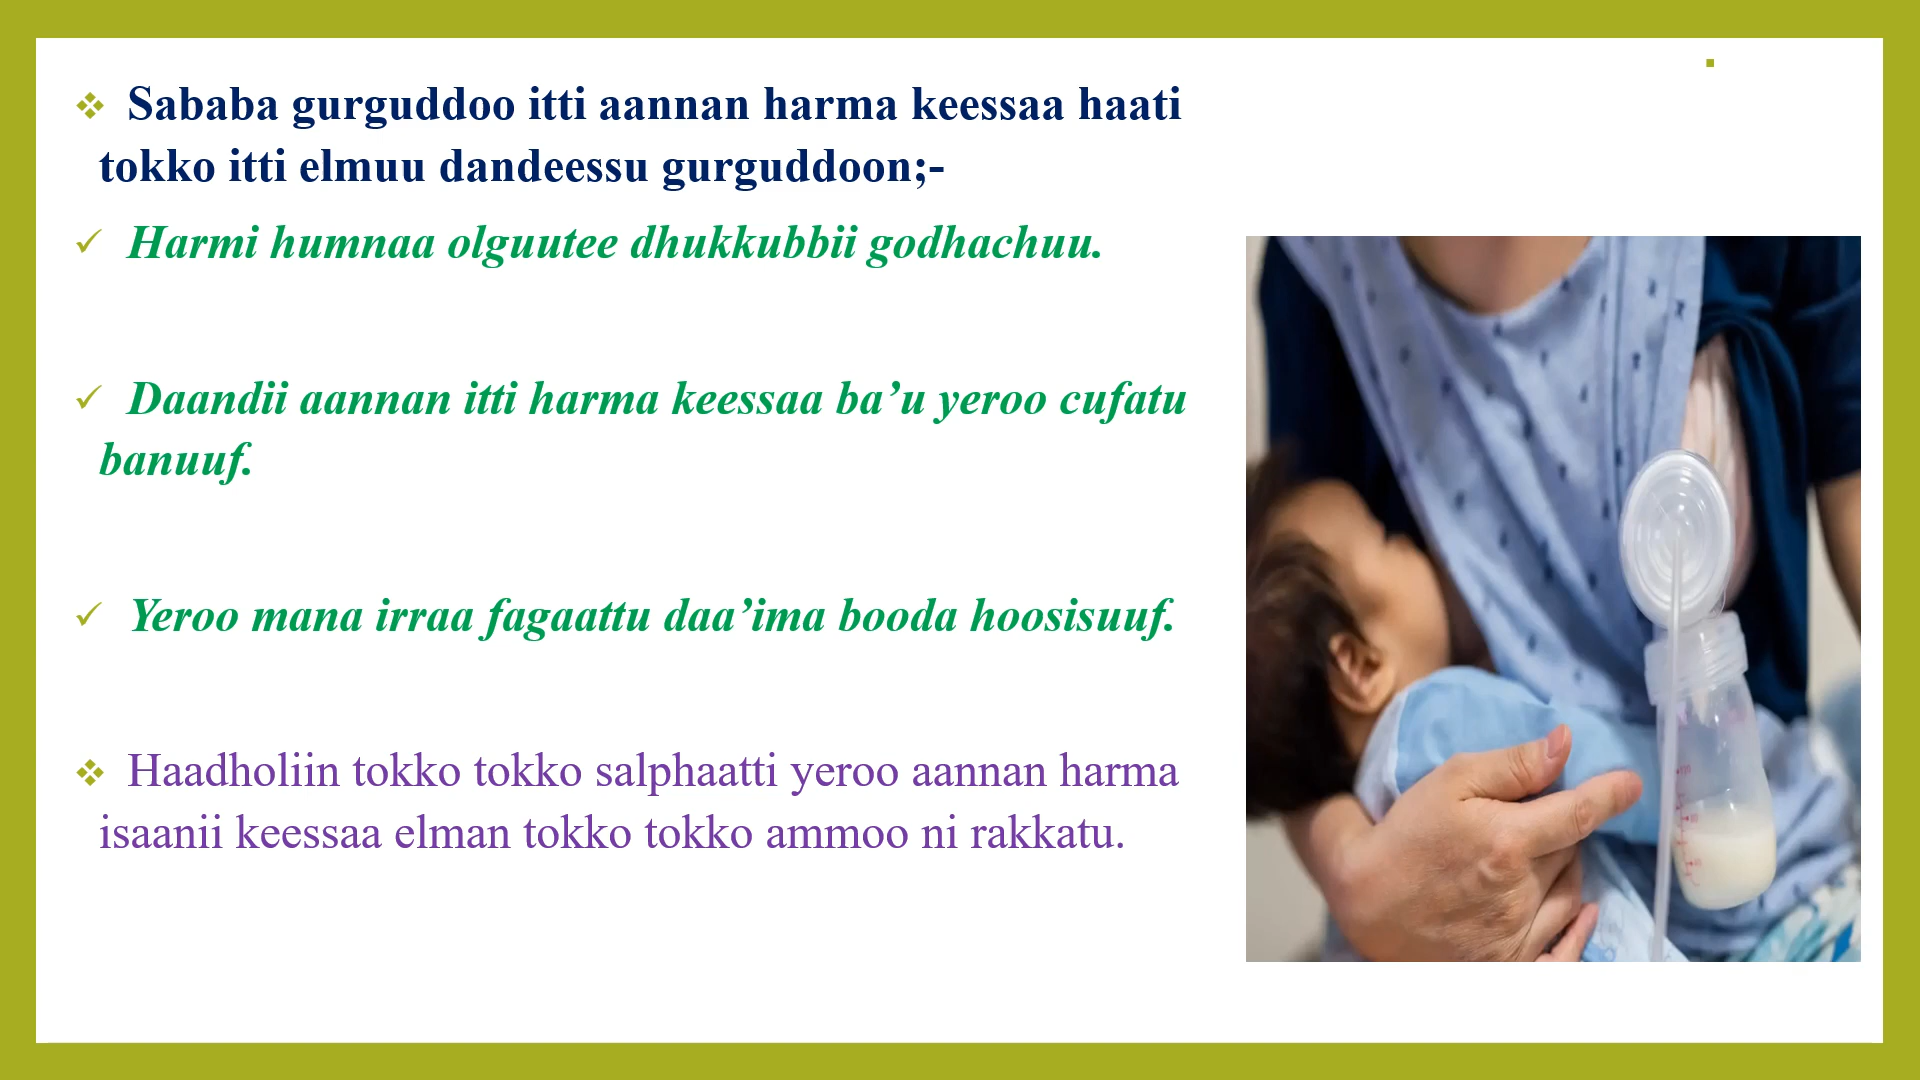 Sababa gurguddoo itti aannan harma keessaa haati
tokko itti elmuu dandeessu gurguddoon;-
Harmi humnaa olguutee dhukkubbii godhachuu.
Daandii aannan itti harma keessaa ba’u yeroo cufatu
banuuf.
Yeroo mana irraa fagaattu daa’ima booda hoosisuuf.
Haadholiin tokko tokko salphaatti yeroo aannan harma
isaanii keessaa elman tokko tokko ammoo ni rakkatu.